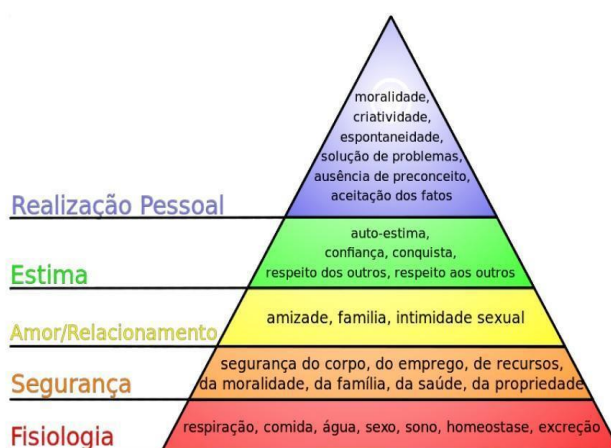 moralidade,
criatividade,
espontaneidade,
solução de problemas,
ausência de preconceito,
aceitação dos fatos
Realização Pessoal
auto-estima,
confiança, conquista,
respeito dos outros, respeito aos outros
Estima
amizade, familia, intimidade sexual
Amor/Relacionamento
segurança do corpo, do emprego, de recursos,
da moralidade, da família, da saúde, da propriedade
Segurança
respiração, comida, água, sexo, sono, homeostase, excreção
Fisiologia